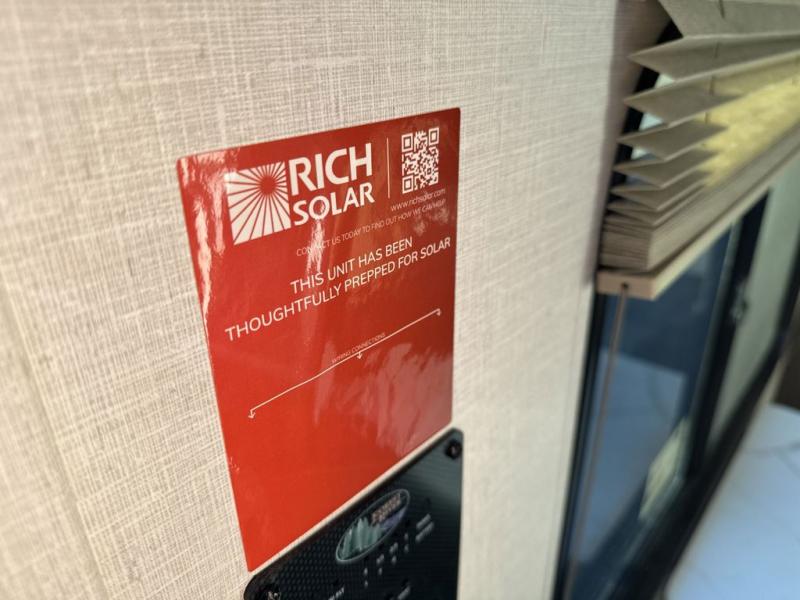 RICH
SOLAR
www.richsolar.com
CONTACT US TODAY TO FIND OUT HOW WE CAN HELP
THIS UNIT HAS BEEN
THOUGHTFULLY PREPPED FOR SOLAR
WIRING CONNECTIONS